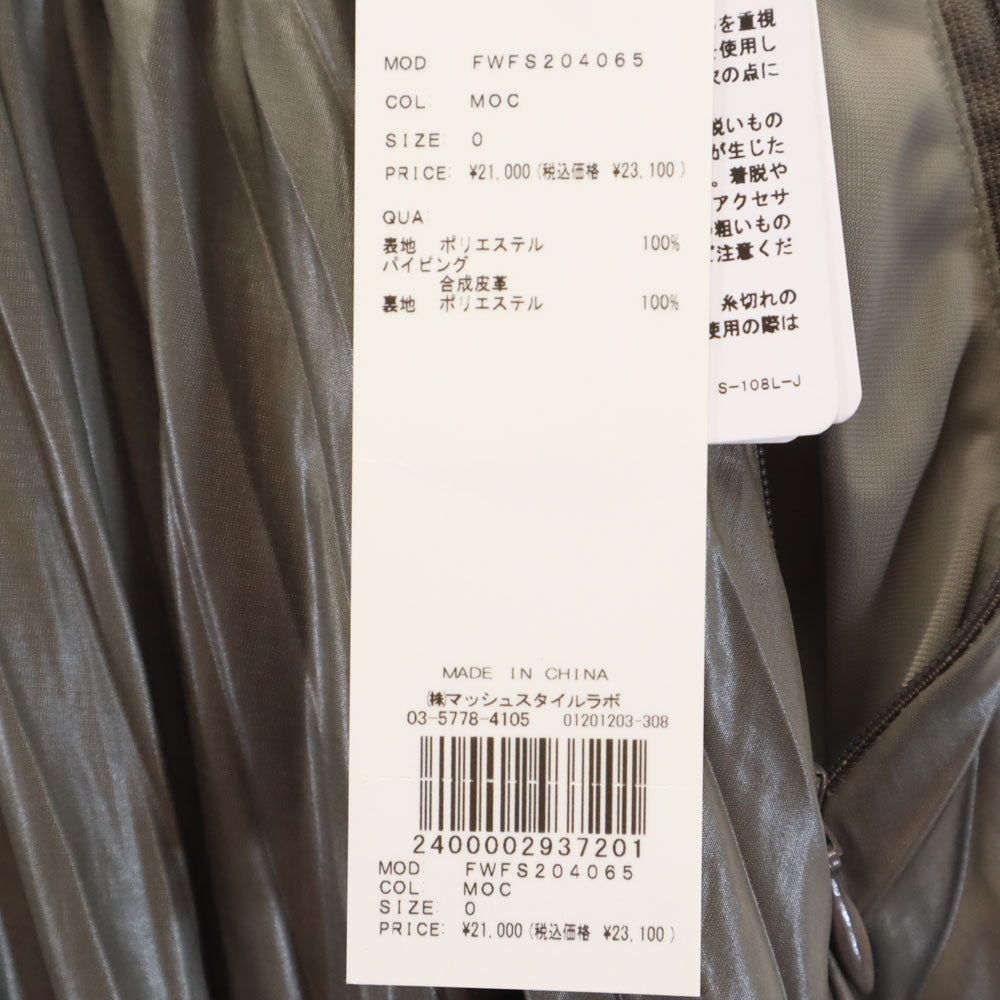 MOD: FWFS204065
COL: MOC
SIZE: 0
PRICE: ¥21,000(税込価格 ¥23,100)
QUA:
表地 ポリエステル 100%
パイピング
合成皮革
裏地 ポリエステル 100%
MADE IN CHINA
㈱マッシュスタイルラボ
03-5778-4105 01201203-308
2400002937201
MOD: FWFS204065
COL: MOC
SIZE: 0
PRICE: ¥21,000(税込価格 ¥23,100)
を重視
使用し
の点に
脱いもの
が生じた
。着脱や
アクセサ
粗いもの
注意くだ
糸切れの
使用の際は
S-108L-J